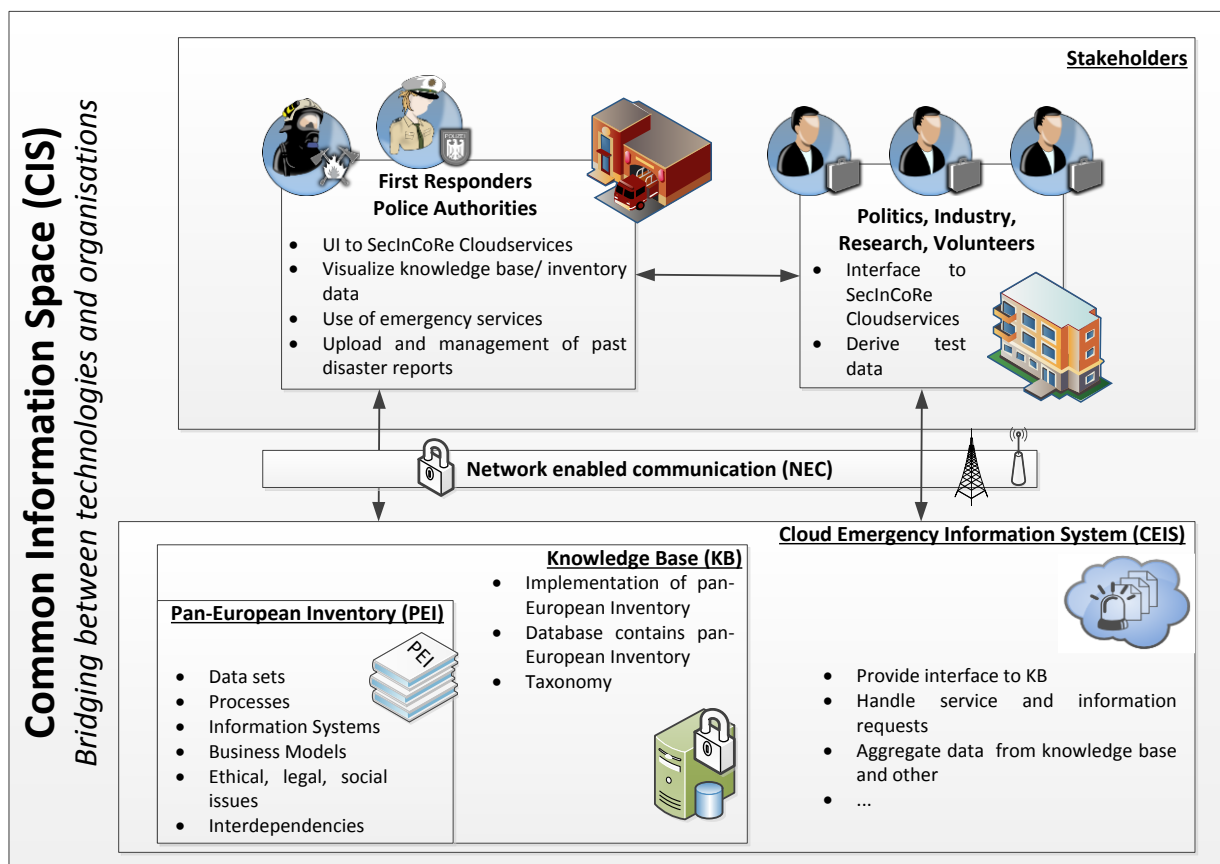 Common Information Space (CIS)
Bridging between technologies and organisations
Stakeholders
POLIZEI
First Responders
Police Authorities
• UI to SecInCoRe Cloudservices
• Visualize knowledge base/ inventory
data
• Use of emergency services
• Upload and management of past
disaster reports
Politics, Industry,
Research, Volunteers
• Interface to
SecInCoRe
Cloudservices
• Derive test
data
Network enabled communication (NEC)
Cloud Emergency Information System (CEIS)
Knowledge Base (KB)
• Implementation of pan-
European Inventory
• Database contains pan-
European Inventory
• Taxonomy
Pan-European Inventory (PEI)
PEI
• Data sets
• Processes
• Information Systems
• Business Models
• Ethical, legal, social
issues
• Interdependencies
• Provide interface to KB
• Handle service and information
requests
• Aggregate data from knowledge base
and other
• ...